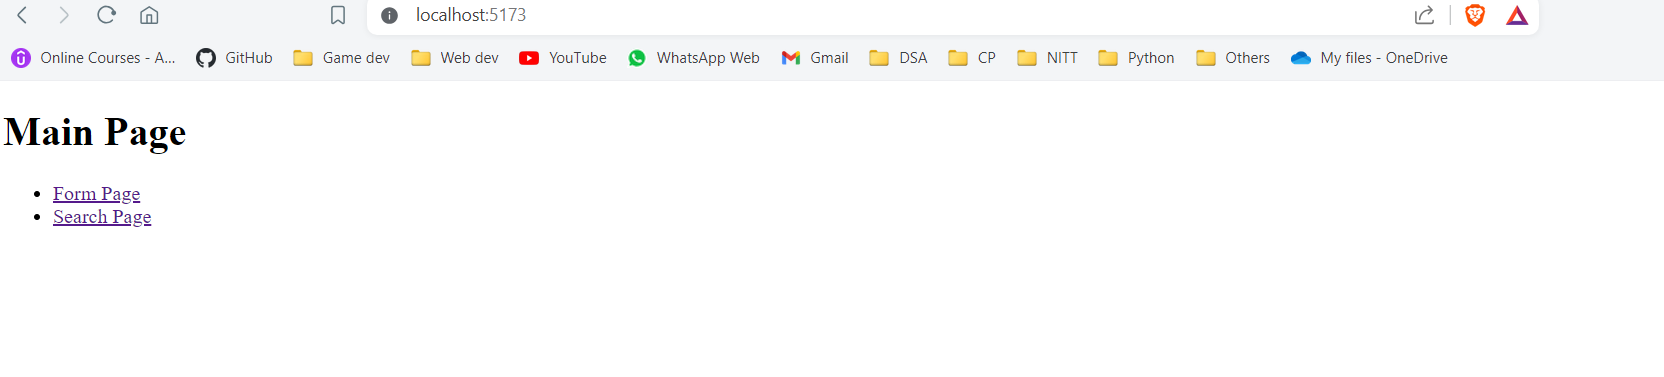 localhost:5173
Online Courses - A... GitHub Game dev Web dev YouTube WhatsApp Web Gmail DSA CP NITT Python Others My files - OneDrive
Main Page
Form Page
Search Page